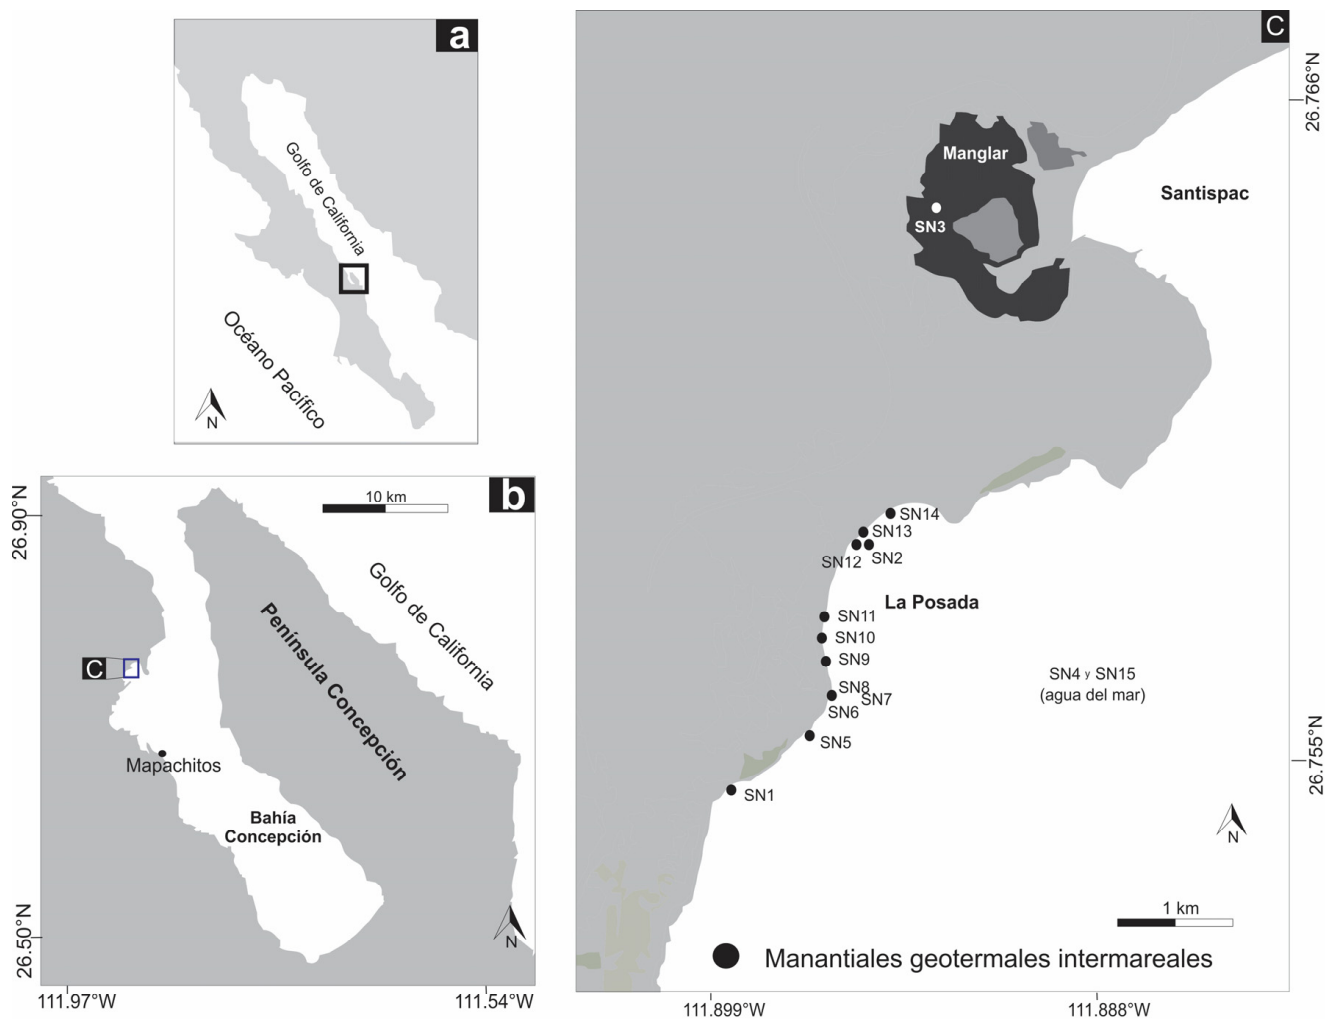 a
Golfo de California
Océano Pacífico
N
b
10 km
26.90°N
Golfo de California
Península Concepción
C
Mapachitos
Bahía
Concepción
26.50°N
N
111.97°W
111.54°W
C
26.766°N
Manglar
Santispac
SN3
SN14
SN13
SN12
SN2
La Posada
SN11
SN10
SN9
SN8
SN7
SN6
SN5
SN4 y SN15
(agua del mar)
26.755°N
SN1
N
1 km
Manantiales geotermales intermareales
111.899°W
111.888°W